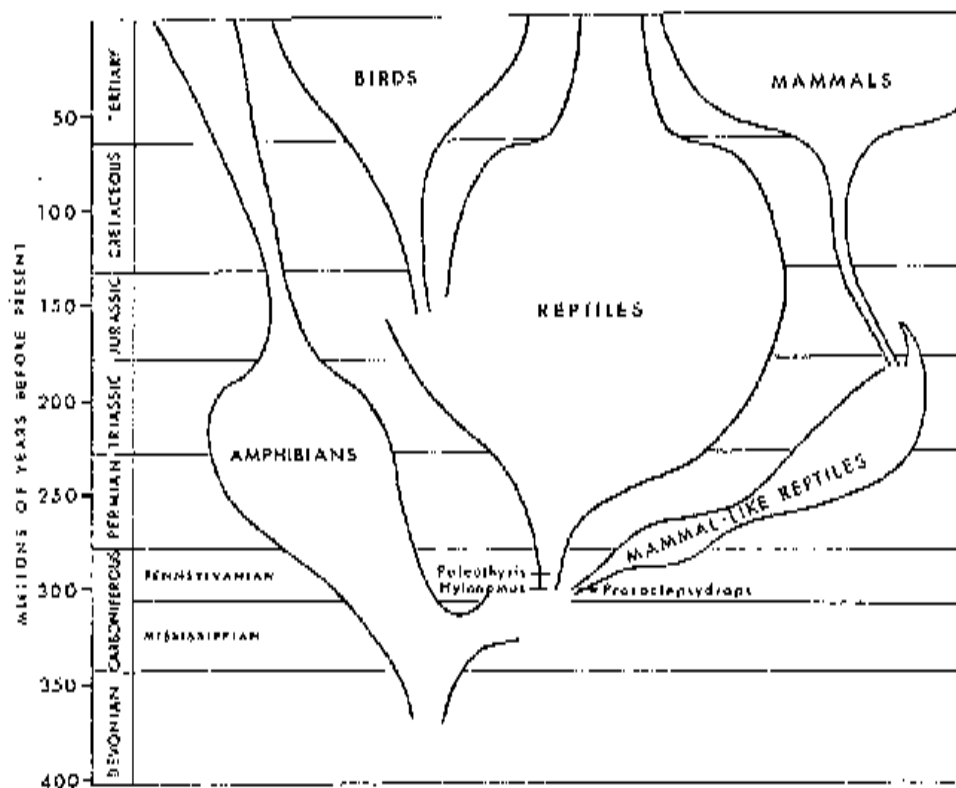 BIRDS
MAMMALS
REPTILES
AMPHIBIANS
MAMMAL-LIKE REPTILES
Paleothyris
Hylonomus
Protoclepsydrops
PENNSYLVANIAN
MISSISSIPPIAN
MILLIONS OF YEARS BEFORE PRESENT
50
100
150
200
250
300
350
400
TERTIARY
CRETACEOUS
JURASSIC
TRIASSIC
PERMIAN
CARBONIFEROUS
DEVONIAN